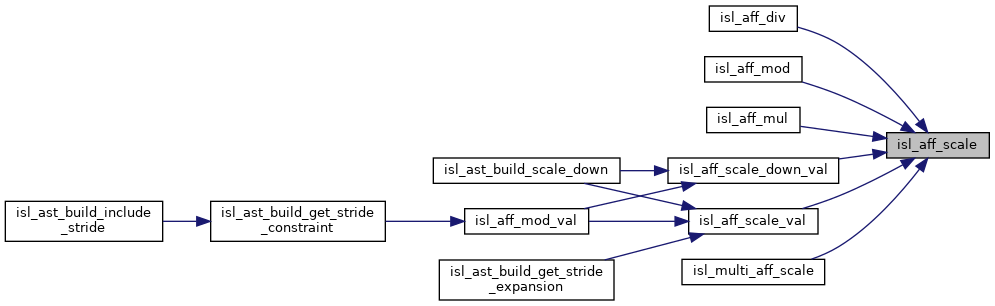 isl_aff_div
isl_aff_mod
isl_aff_mul
isl_aff_scale
isl_ast_build_scale_down
isl_aff_scale_down_val
isl_ast_build_include
_stride
isl_ast_build_get_stride
_constraint
isl_aff_mod_val
isl_aff_scale_val
isl_ast_build_get_stride
_expansion
isl_multi_aff_scale